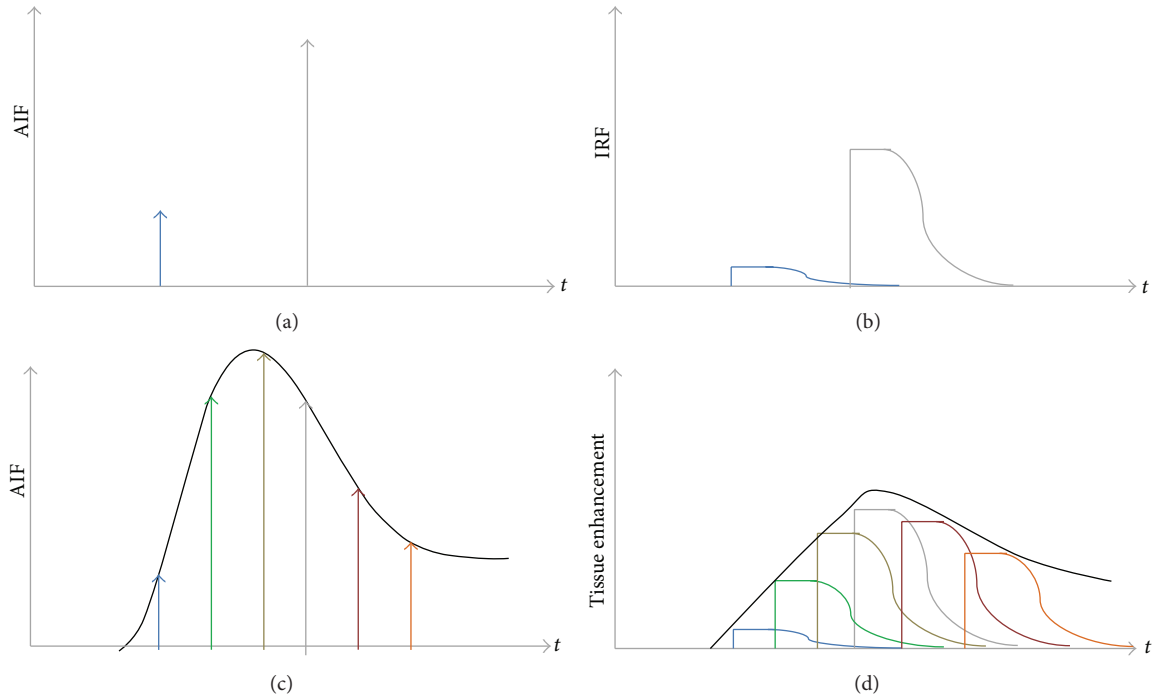 AIF
t
(a)
IRF
t
(b)
AIF
t
(c)
Tissue enhancement
t
(d)